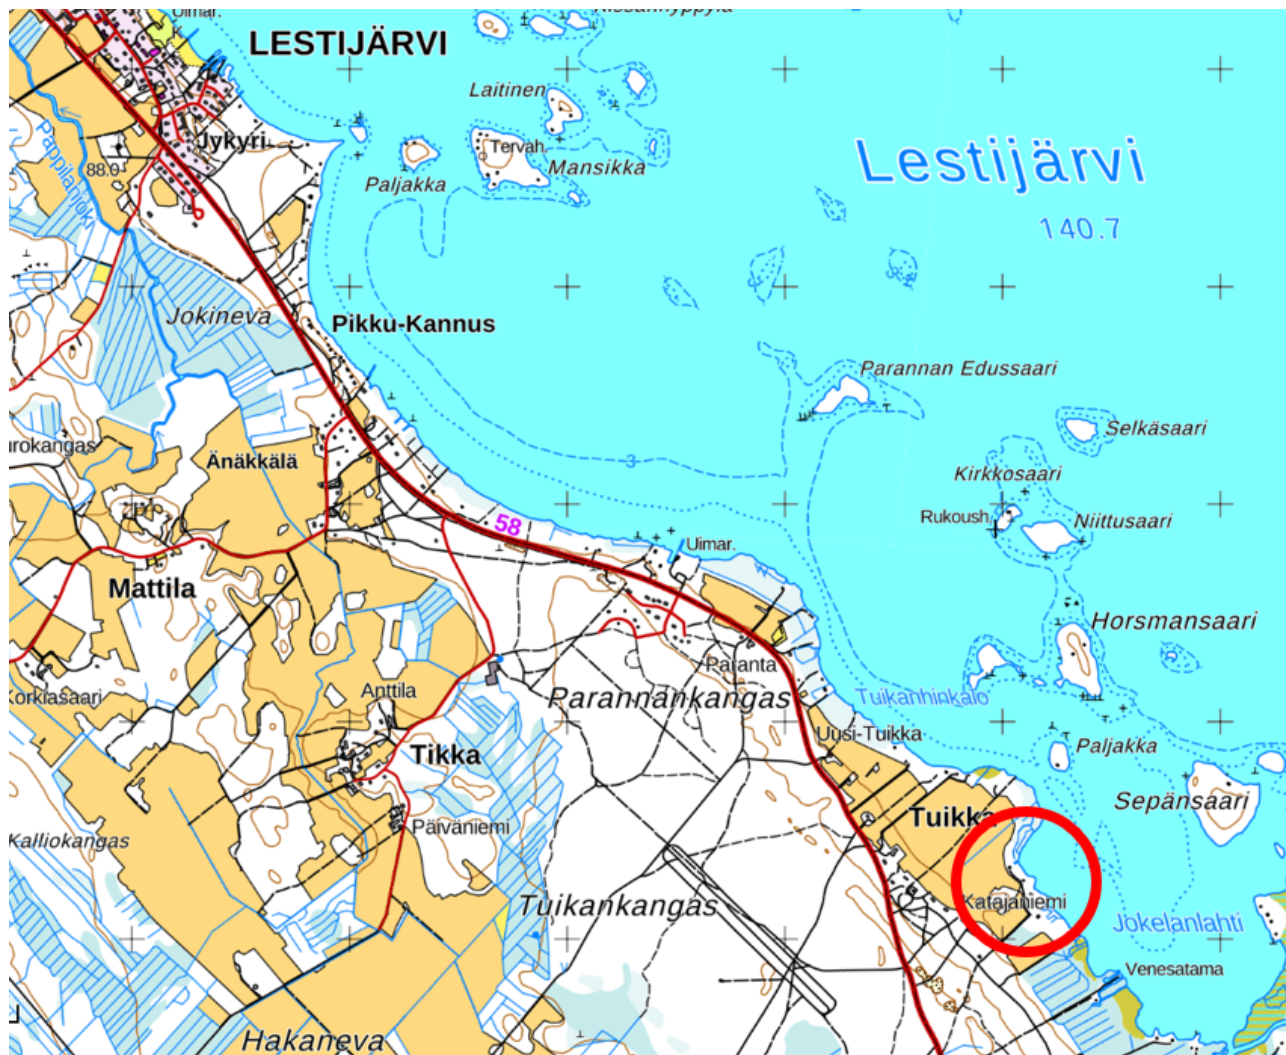 Uimar.
LESTIJÄRVI
Laitinen
Jykyri
Tervah.
Mansikka
Paljakka
88.0
Pappilanjoki
Lestijärvi
140.7
Jokineva
Pikku-Kannus
Parannan Edussaari
Selkäsaari
Änäkkälä
3
Kirkkosaari
Rukoush.
Niittusaari
58
Uimar.
Mattila
Horsmansaari
Paranta
Korkiasaari
Anttila
Parannankangas
Tuikanhinkalo
Uusi-Tuikka
Paljakka
Tikka
Sepänsaari
Tuikka
Päiväniemi
Kalliokangas
Katajaniemi
Tuikankangas
Jokelanlahti
Venesatama
Hakaneva